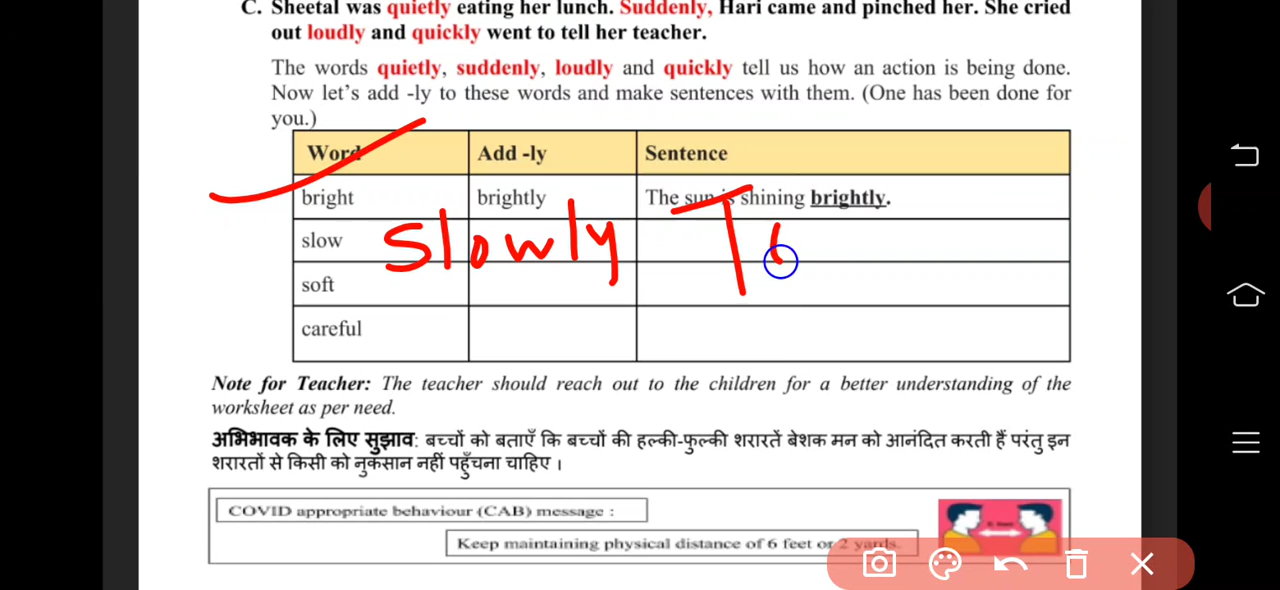 C. Sheetal was quietly eating her lunch. Suddenly, Hari came and pinched her. She cried
out loudly and quickly went to tell her teacher.
The words quietly, suddenly, loudly and quickly tell us how an action is being done.
Now let's add -ly to these words and make sentences with them. (One has been done for
you.)
Word Add -ly Sentence
bright brightly The sun is shining brightly.
slow slowly T
soft
careful
Note for Teacher: The teacher should reach out to the children for a better understanding of the
worksheet as per need.
अभिभावक के लिए सुझाव: बच्चों को बताएँ कि बच्चों की हल्की-फुल्की शरारतें बेशक मन को आनंदित करती हैं परंतु इन
शरारतों से किसी को नुकसान नहीं पहुँचना चाहिए ।
COVID appropriate behaviour (CAB) message :
Keep maintaining physical distance of 6 feet or 2 yards.